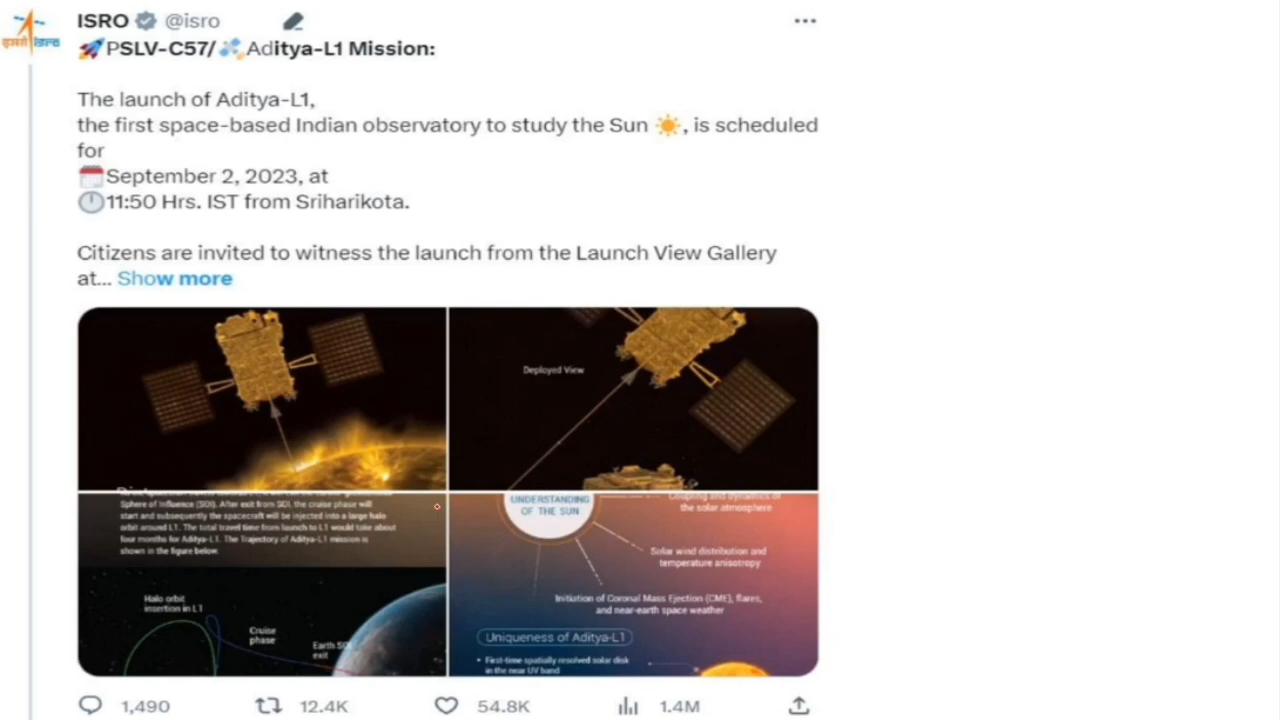 ISRO @isro
🚀PSLV-C57/🛰️Aditya-L1 Mission:
The launch of Aditya-L1,
the first space-based Indian observatory to study the Sun ☀️, is scheduled
for
🗓️September 2, 2023, at
🕛11:50 Hrs. IST from Sriharikota.
Citizens are invited to witness the launch from the Launch View Gallery
at... Show more
Deployed View
Sphere of Influence (SOI). After exit from SOI, the cruise phase will
start and subsequently the spacecraft will be injected into a large halo
orbit around L1. The total travel time from launch to L1 would take about
four months for Aditya-L1. The Trajectory of Aditya-L1 mission is
shown in the figure below.
Halo orbit
insertion in L1
Cruise
phase
Earth SOI
exit
UNDERSTANDING
OF THE SUN
Coupling and dynamics of
the solar atmosphere
Solar wind distribution and
temperature anisotropy
Initiation of Coronal Mass Ejection (CME), flares,
and near-earth space weather
Uniqueness of Aditya-L1
• First-time spatially resolved solar disk
in the near UV band
1,490 12.4K 54.8K 1.4M